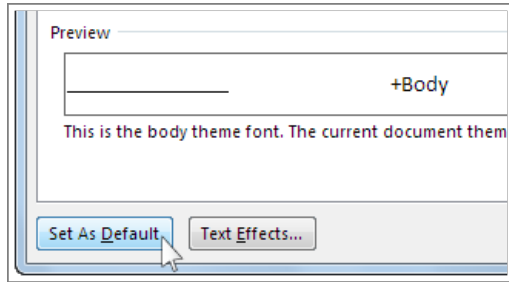 Preview
+Body
This is the body theme font. The current document them
Set As Default
Text Effects...